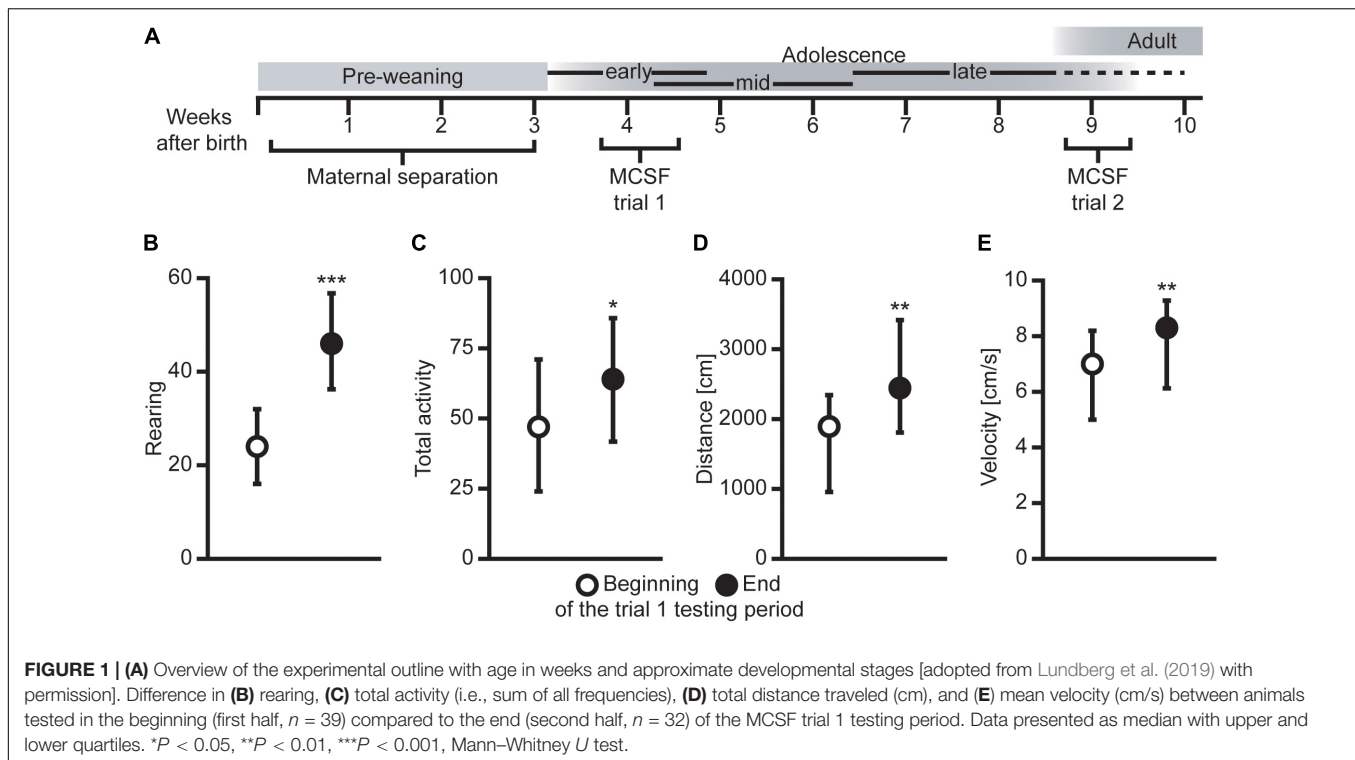 A
Adolescence
Adult
Pre-weaning
early
mid
late
Weeks
after birth
1 2 3 4 5 6 7 8 9 10
Maternal separation
MCSF
trial 1
MCSF
trial 2
B
Rearing
60
40
20
0
***
C
Total activity
100
75
50
25
0
*
D
Distance [cm]
4000
3000
2000
1000
0
**
E
Velocity [cm/s]
10
8
6
4
2
0
**
Beginning End
of the trial 1 testing period
FIGURE 1 | (A) Overview of the experimental outline with age in weeks and approximate developmental stages [adopted from Lundberg et al. (2019) with
permission]. Difference in (B) rearing, (C) total activity (i.e., sum of all frequencies), (D) total distance traveled (cm), and (E) mean velocity (cm/s) between animals
tested in the beginning (first half, n = 39) compared to the end (second half, n = 32) of the MCSF trial 1 testing period. Data presented as median with upper and
lower quartiles. *P < 0.05, **P < 0.01, ***P < 0.001, Mann–Whitney U test.